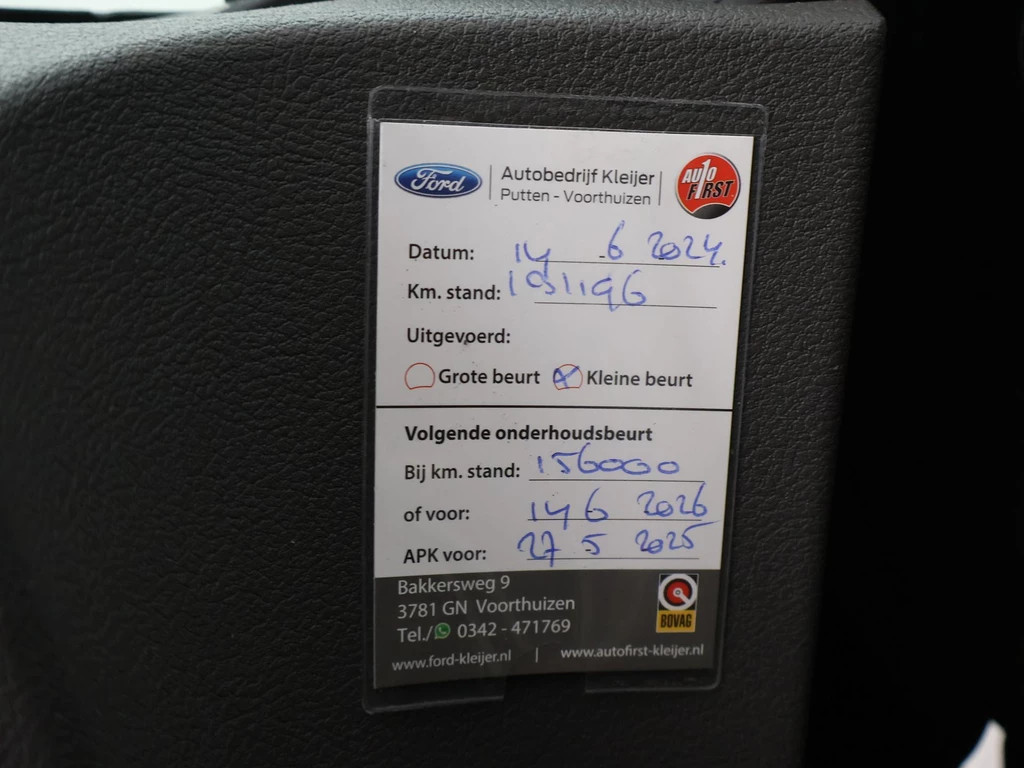 Ford | Autobedrijf Kleijer | AUTO 1 FIRST
Putten - Voorthuizen
Datum: 14 .6 2024.
Km. stand: 131196
Uitgevoerd:
Grote beurt Kleine beurt
Volgende onderhoudsbeurt
Bij km. stand: 156000
of voor: 14 6 2026
APK voor: 27 5 2025
Bakkersweg 9
3781 GN Voorthuizen
Tel./ 0342 - 471769
BOVAG
www.ford-kleijer.nl | www.autofirst-kleijer.nl